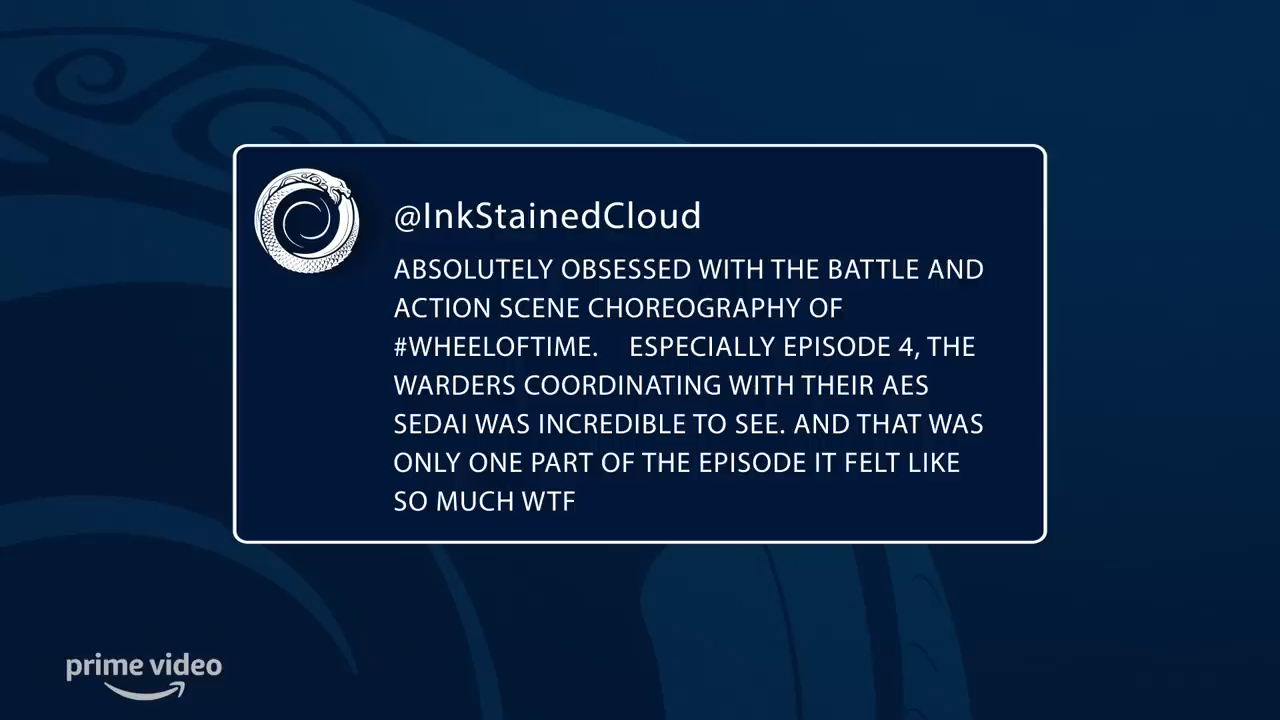 @InkStainedCloud
ABSOLUTELY OBSESSED WITH THE BATTLE AND
ACTION SCENE CHOREOGRAPHY OF
#WHEELOFTIME. ESPECIALLY EPISODE 4, THE
WARDERS COORDINATING WITH THEIR AES
SEDAI WAS INCREDIBLE TO SEE. AND THAT WAS
ONLY ONE PART OF THE EPISODE IT FELT LIKE
SO MUCH WTF
prime video